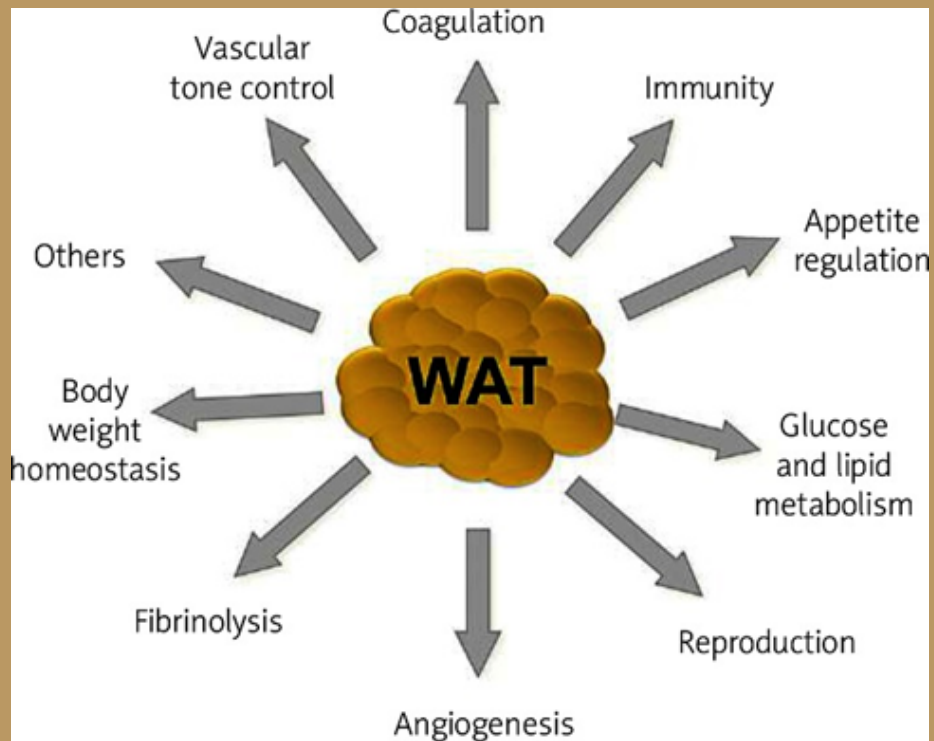 Coagulation
Vascular
tone control
Immunity
Appetite
regulation
Others
WAT
Body
weight
homeostasis
Glucose
and lipid
metabolism
Fibrinolysis
Reproduction
Angiogenesis